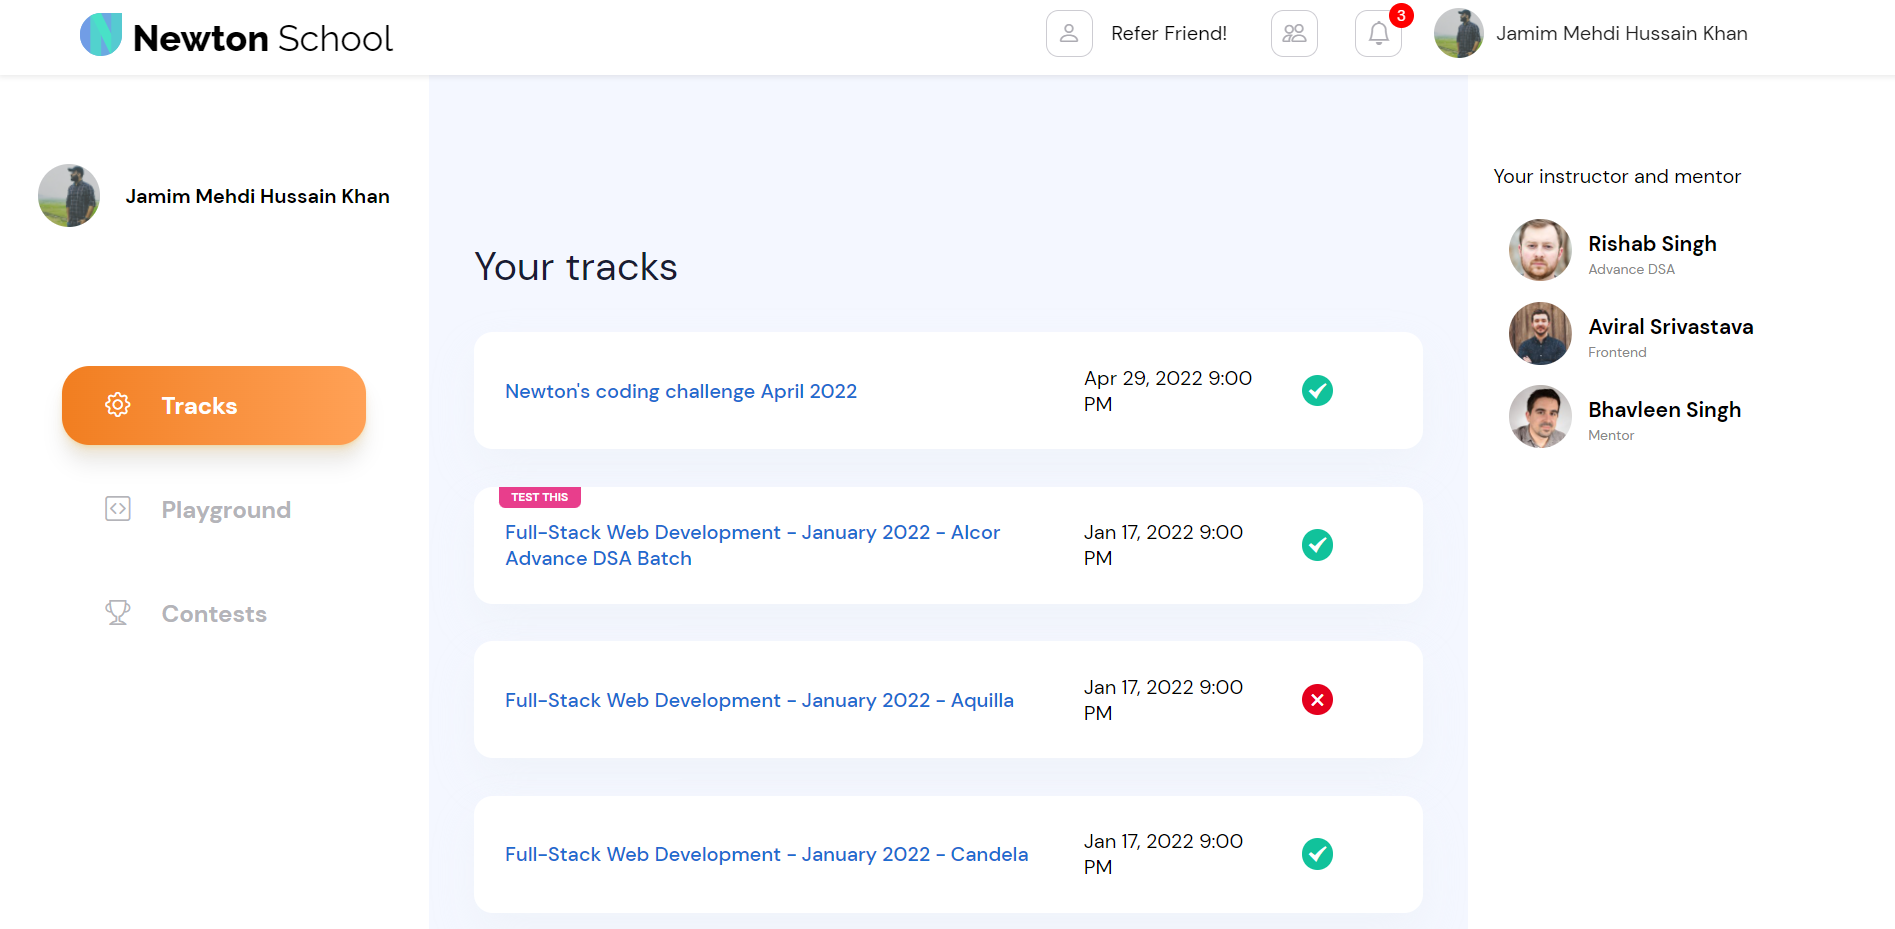 Newton School
Refer Friend!
3
Jamim Mehdi Hussain Khan
Jamim Mehdi Hussain Khan
Tracks
Playground
Contests
Your tracks
Newton's coding challenge April 2022
Apr 29, 2022 9:00
PM
TEST THIS
Full-Stack Web Development - January 2022 - Alcor
Advance DSA Batch
Jan 17, 2022 9:00
PM
Full-Stack Web Development - January 2022 - Aquilla
Jan 17, 2022 9:00
PM
Full-Stack Web Development - January 2022 - Candela
Jan 17, 2022 9:00
PM
Your instructor and mentor
Rishab Singh
Advance DSA
Aviral Srivastava
Frontend
Bhavleen Singh
Mentor